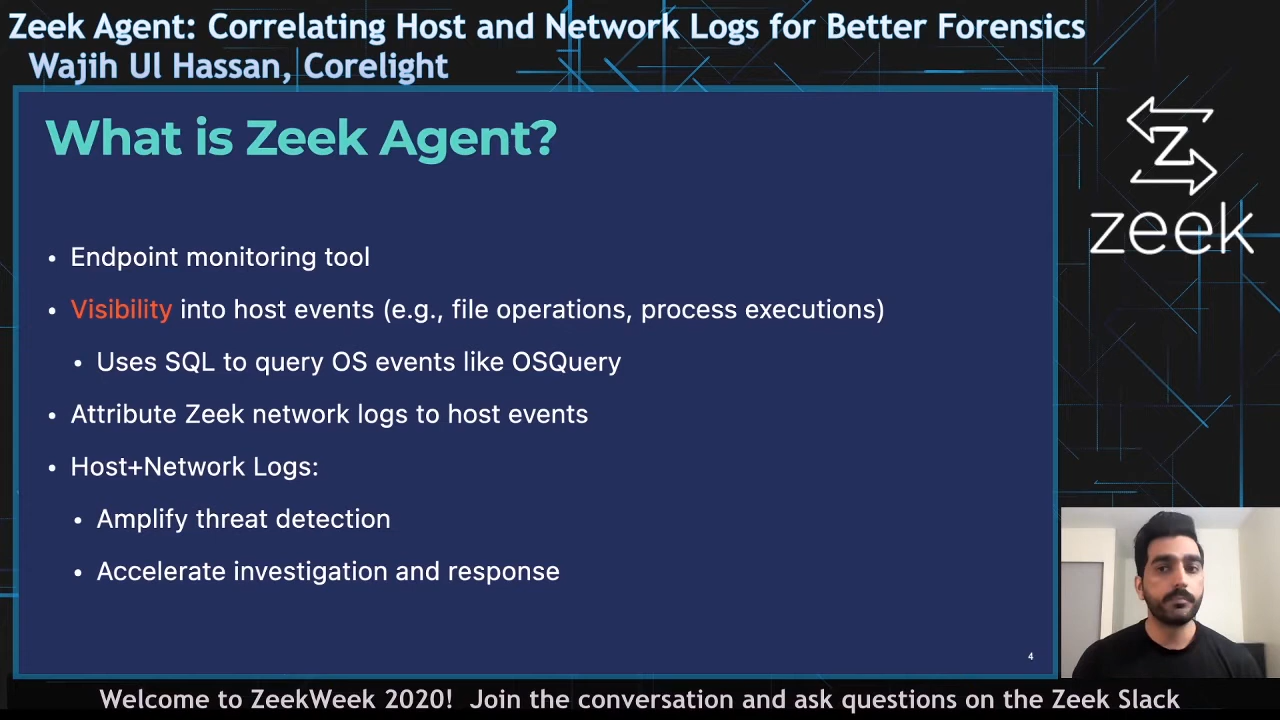 Zeek Agent: Correlating Host and Network Logs for Better Forensics
Wajih Ul Hassan, Corelight
What is Zeek Agent?
• Endpoint monitoring tool
• Visibility into host events (e.g., file operations, process executions)
• Uses SQL to query OS events like OSQuery
• Attribute Zeek network logs to host events
• Host+Network Logs:
• Amplify threat detection
• Accelerate investigation and response
4
Z
zeek
Welcome to ZeekWeek 2020! Join the conversation and ask questions on the Zeek Slack